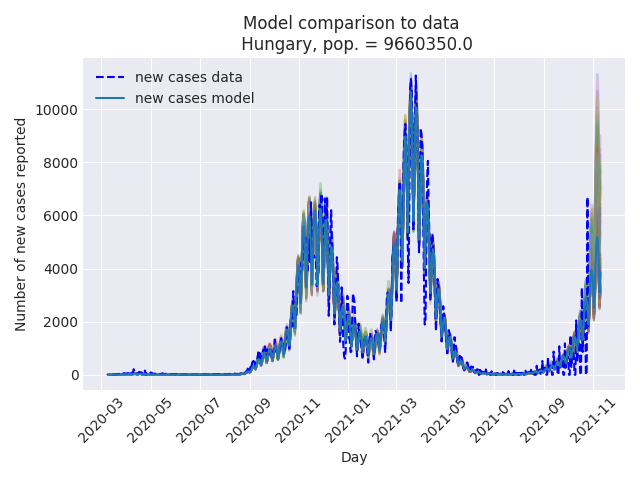 Model comparison to data
Hungary, pop. = 9660350.0
new cases data
new cases model
Number of new cases reported
10000
8000
6000
4000
2000
0
2020-03
2020-05
2020-07
2020-09
2020-11
2021-01
2021-03
2021-05
2021-07
2021-09
2021-11
Day